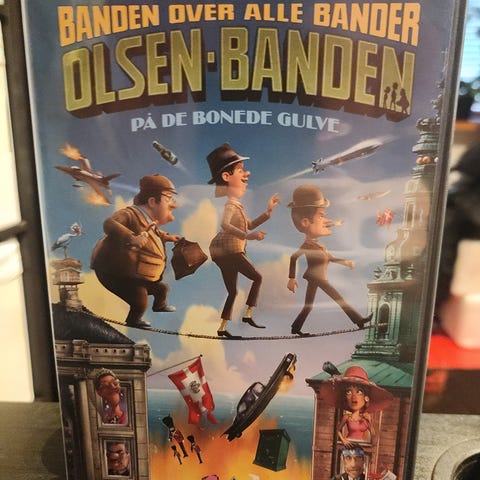 BANDEN OVER ALLE BANDER
OLSEN-BANDEN
PÅ DE BONEDE GULVE